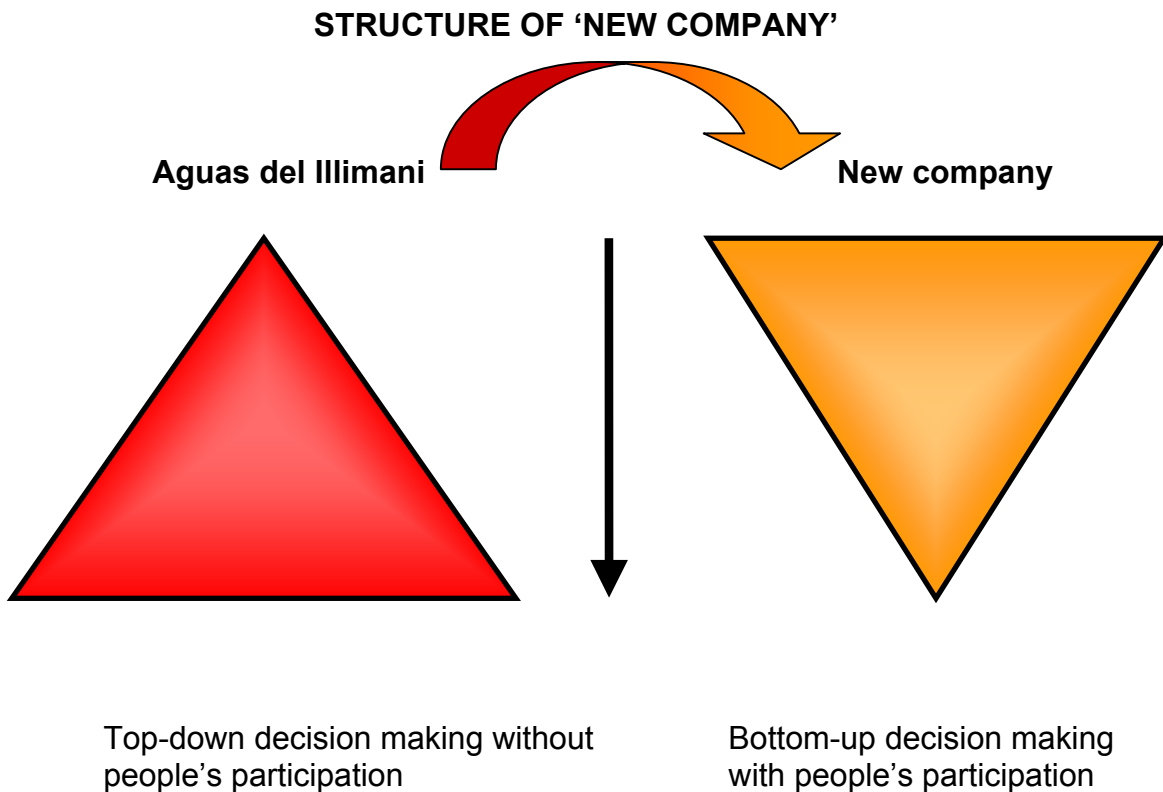 STRUCTURE OF ‘NEW COMPANY’
Aguas del Illimani
New company
Top-down decision making without
people’s participation
Bottom-up decision making
with people’s participation